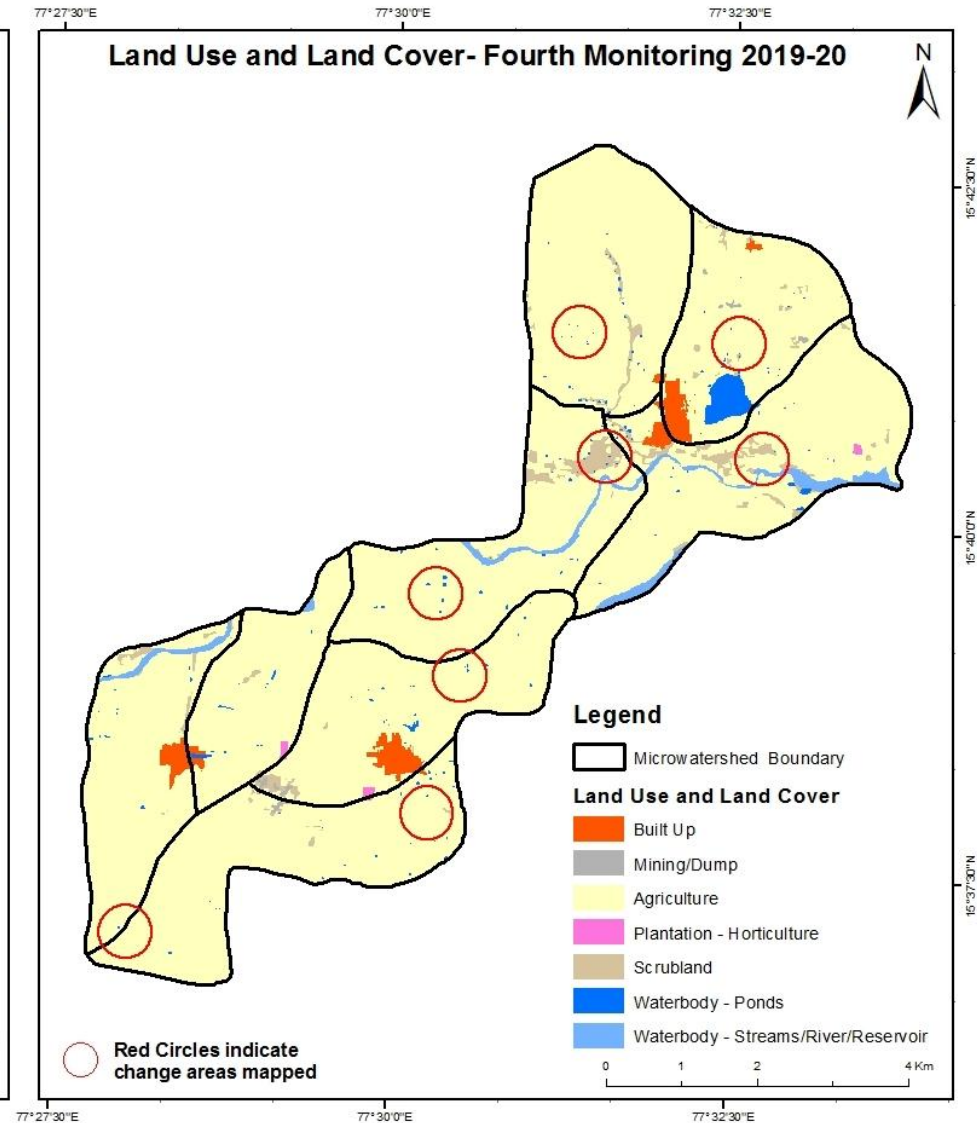 77°27'30"E
77°30'0"E
77°32'30"E
Land Use and Land Cover- Fourth Monitoring 2019-20
N
15°42'30"N
15°40'0"N
15°37'30"N
Legend
Microwatershed Boundary
Land Use and Land Cover
Built Up
Mining/Dump
Agriculture
Plantation - Horticulture
Scrubland
Waterbody - Ponds
Waterbody - Streams/River/Reservoir
0 1 2 4 Km
Red Circles indicate
change areas mapped
77°27'30"E
77°30'0"E
77°32'30"E